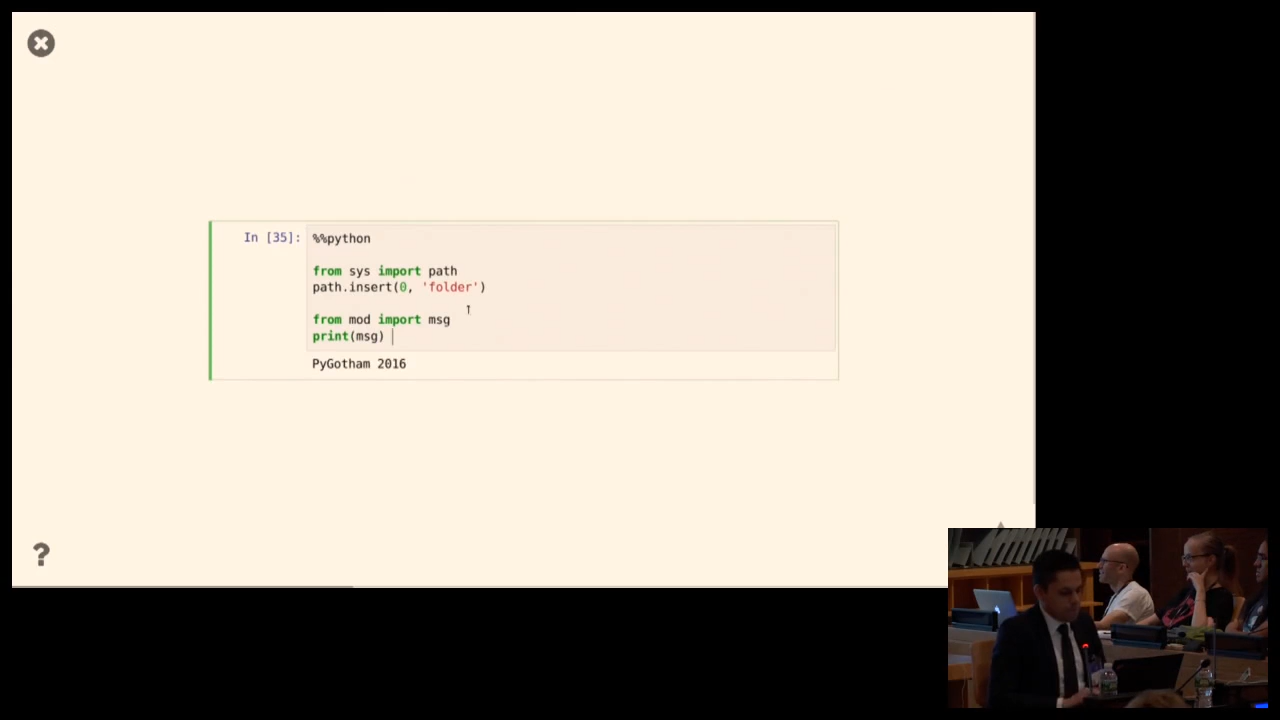 In [35]: %%python
from sys import path
path.insert(0, 'folder')
from mod import msg
print(msg)
PyGotham 2016
?